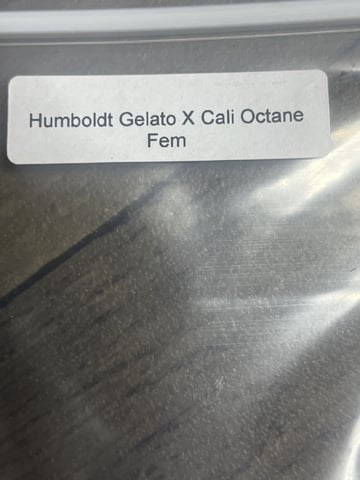 Humboldt Gelato X Cali Octane
Fem